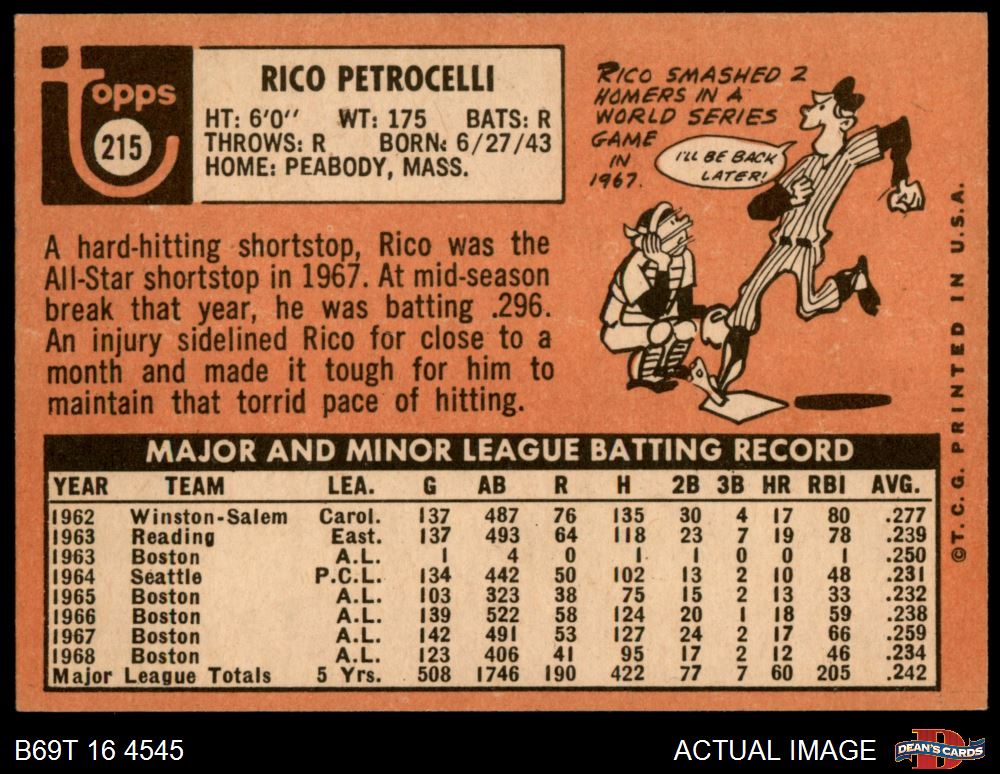 Topps
215
RICO PETROCELLI
HT: 6'0" WT: 175 BATS: R
THROWS: R BORN: 6/27/43
HOME: PEABODY, MASS.
RICO SMASHED 2
HOMERS IN A
WORLD SERIES
GAME
IN
1967.
I'LL BE BACK
LATER!
A hard-hitting shortstop, Rico was the
All-Star shortstop in 1967. At mid-season
break that year, he was batting .296.
An injury sidelined Rico for close to a
month and made it tough for him to
maintain that torrid pace of hitting.
MAJOR AND MINOR LEAGUE BATTING RECORD
YEAR TEAM LEA. G AB R H 2B 3B HR RBI AVG.
1962 Winston-Salem Carol. 137 487 76 135 30 4 17 80 .277
1963 Reading East. 137 493 64 118 23 7 19 78 .239
1963 Boston A.L. 1 4 0 1 1 0 0 1 .250
1964 Seattle P.C.L. 134 442 50 102 13 2 10 48 .231
1965 Boston A.L. 103 323 38 75 15 2 13 33 .232
1966 Boston A.L. 139 522 58 124 20 1 18 59 .238
1967 Boston A.L. 142 491 53 127 24 2 17 66 .259
1968 Boston A.L. 123 406 41 95 17 2 12 46 .234
Major League Totals 5 Yrs. 508 1746 190 422 77 7 60 205 .242
©T.C.G. PRINTED IN U.S.A.
B69T 16 4545
ACTUAL IMAGE
D
DEAN'S CARDS